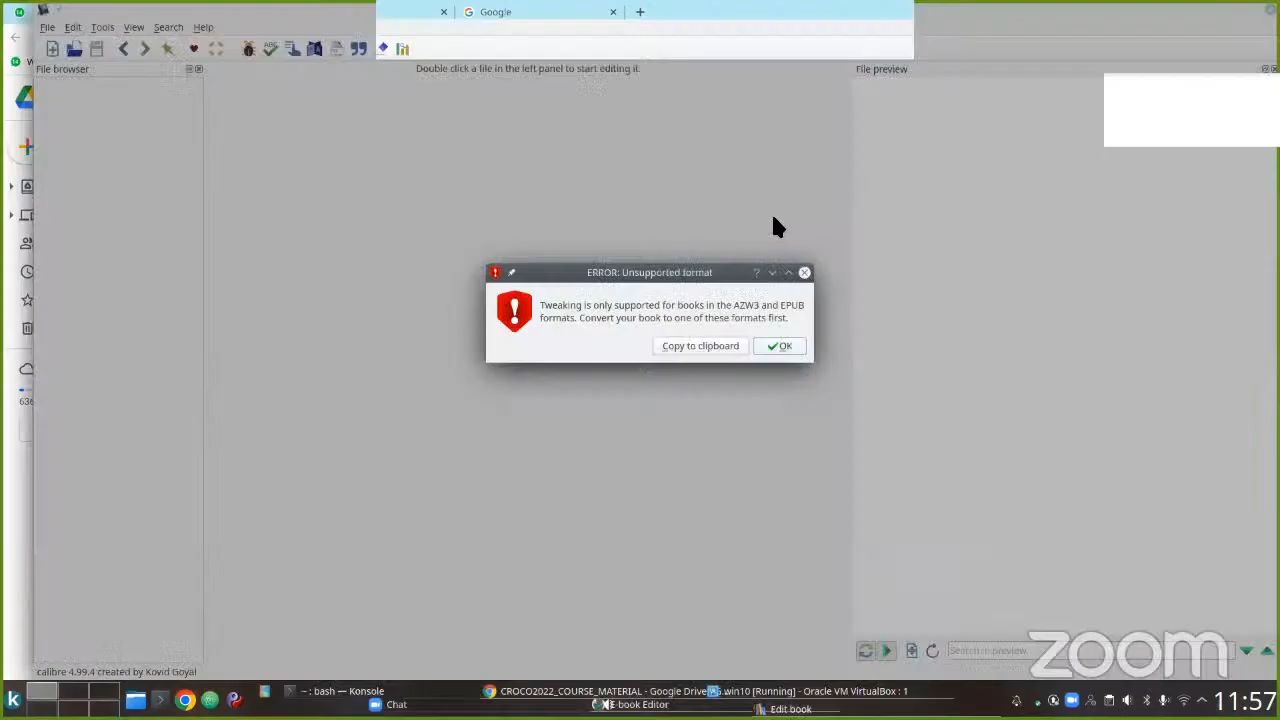 Google
File Edit Tools View Search Help
File browser
Double click a file in the left panel to start editing it.
File preview
ERROR: Unsupported format
Tweaking is only supported for books in the AZW3 and EPUB
formats. Convert your book to one of these formats first.
Copy to clipboard
OK
Search in preview
zoom
calibre 4.99.4 created by Kovid Goyal
~ : bash — Konsole
CROCO2022_COURSE_MATERIAL - Google Drive
win10 [Running] - Oracle VM VirtualBox : 1
Chat
E-book Editor
Edit book
11:57